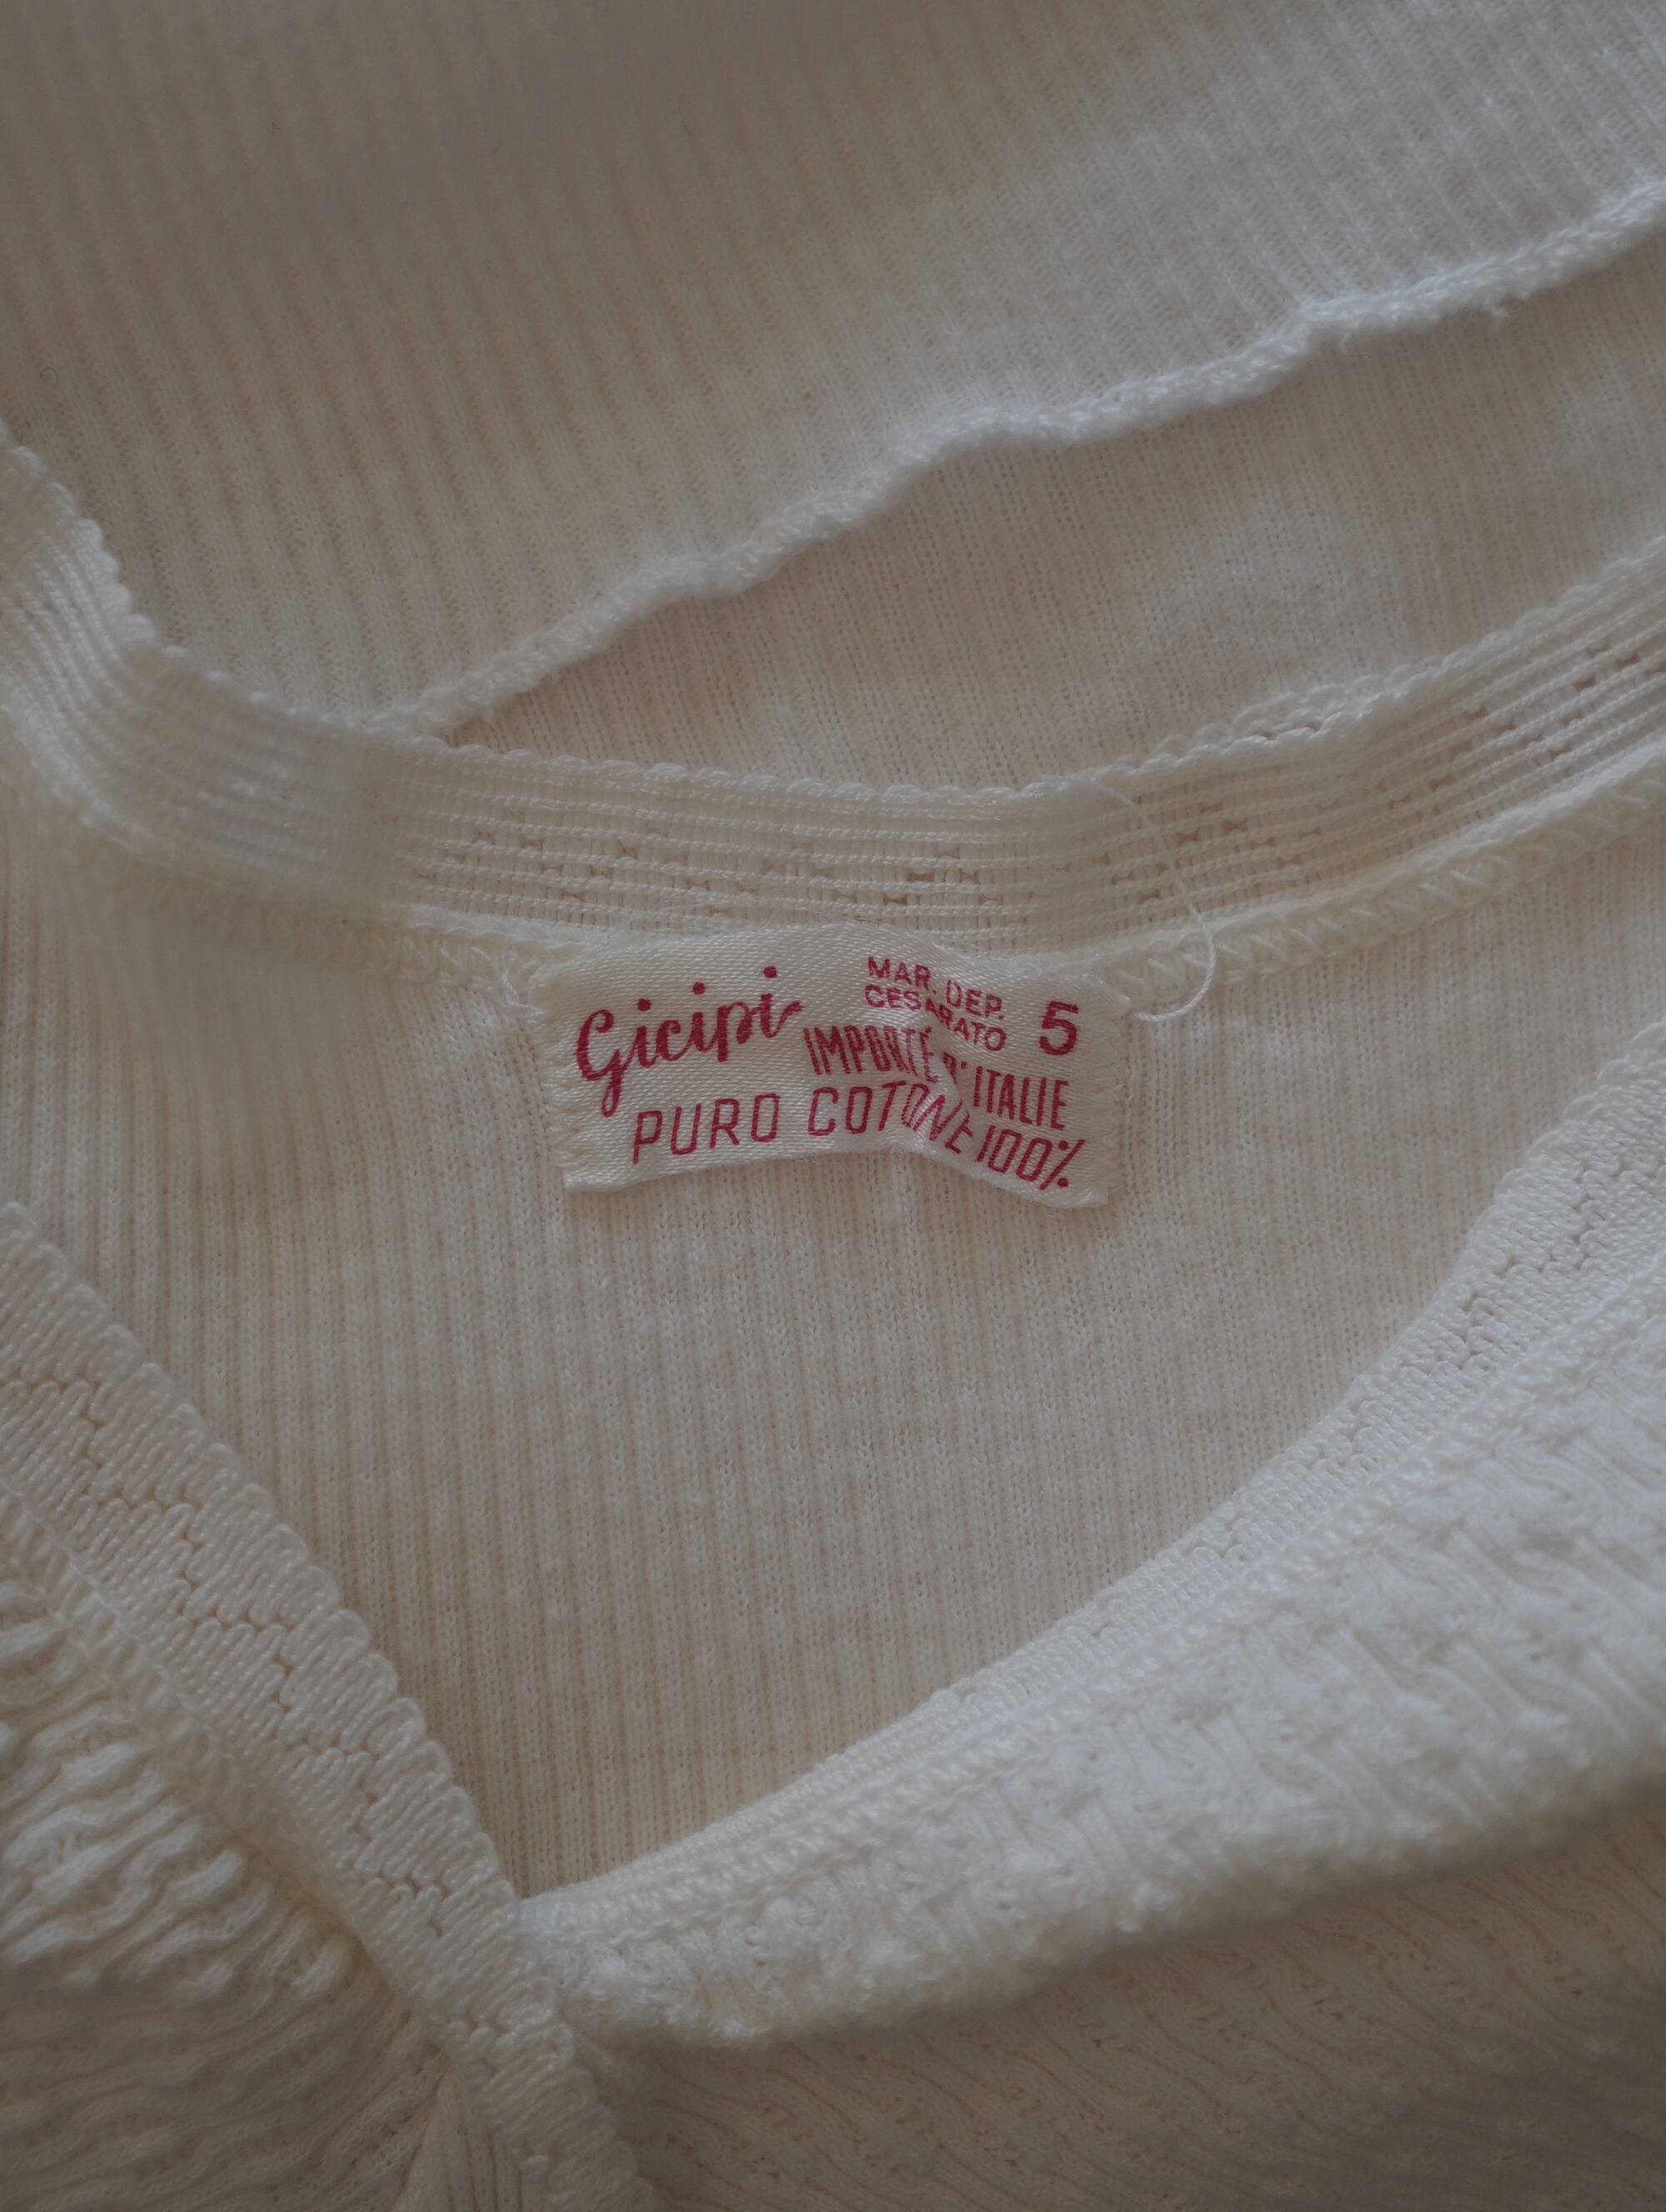 Gicipi
MAR. DEP.
CESARATO
5
IMPORTÉ D'ITALIE
PURO COTONE 100%